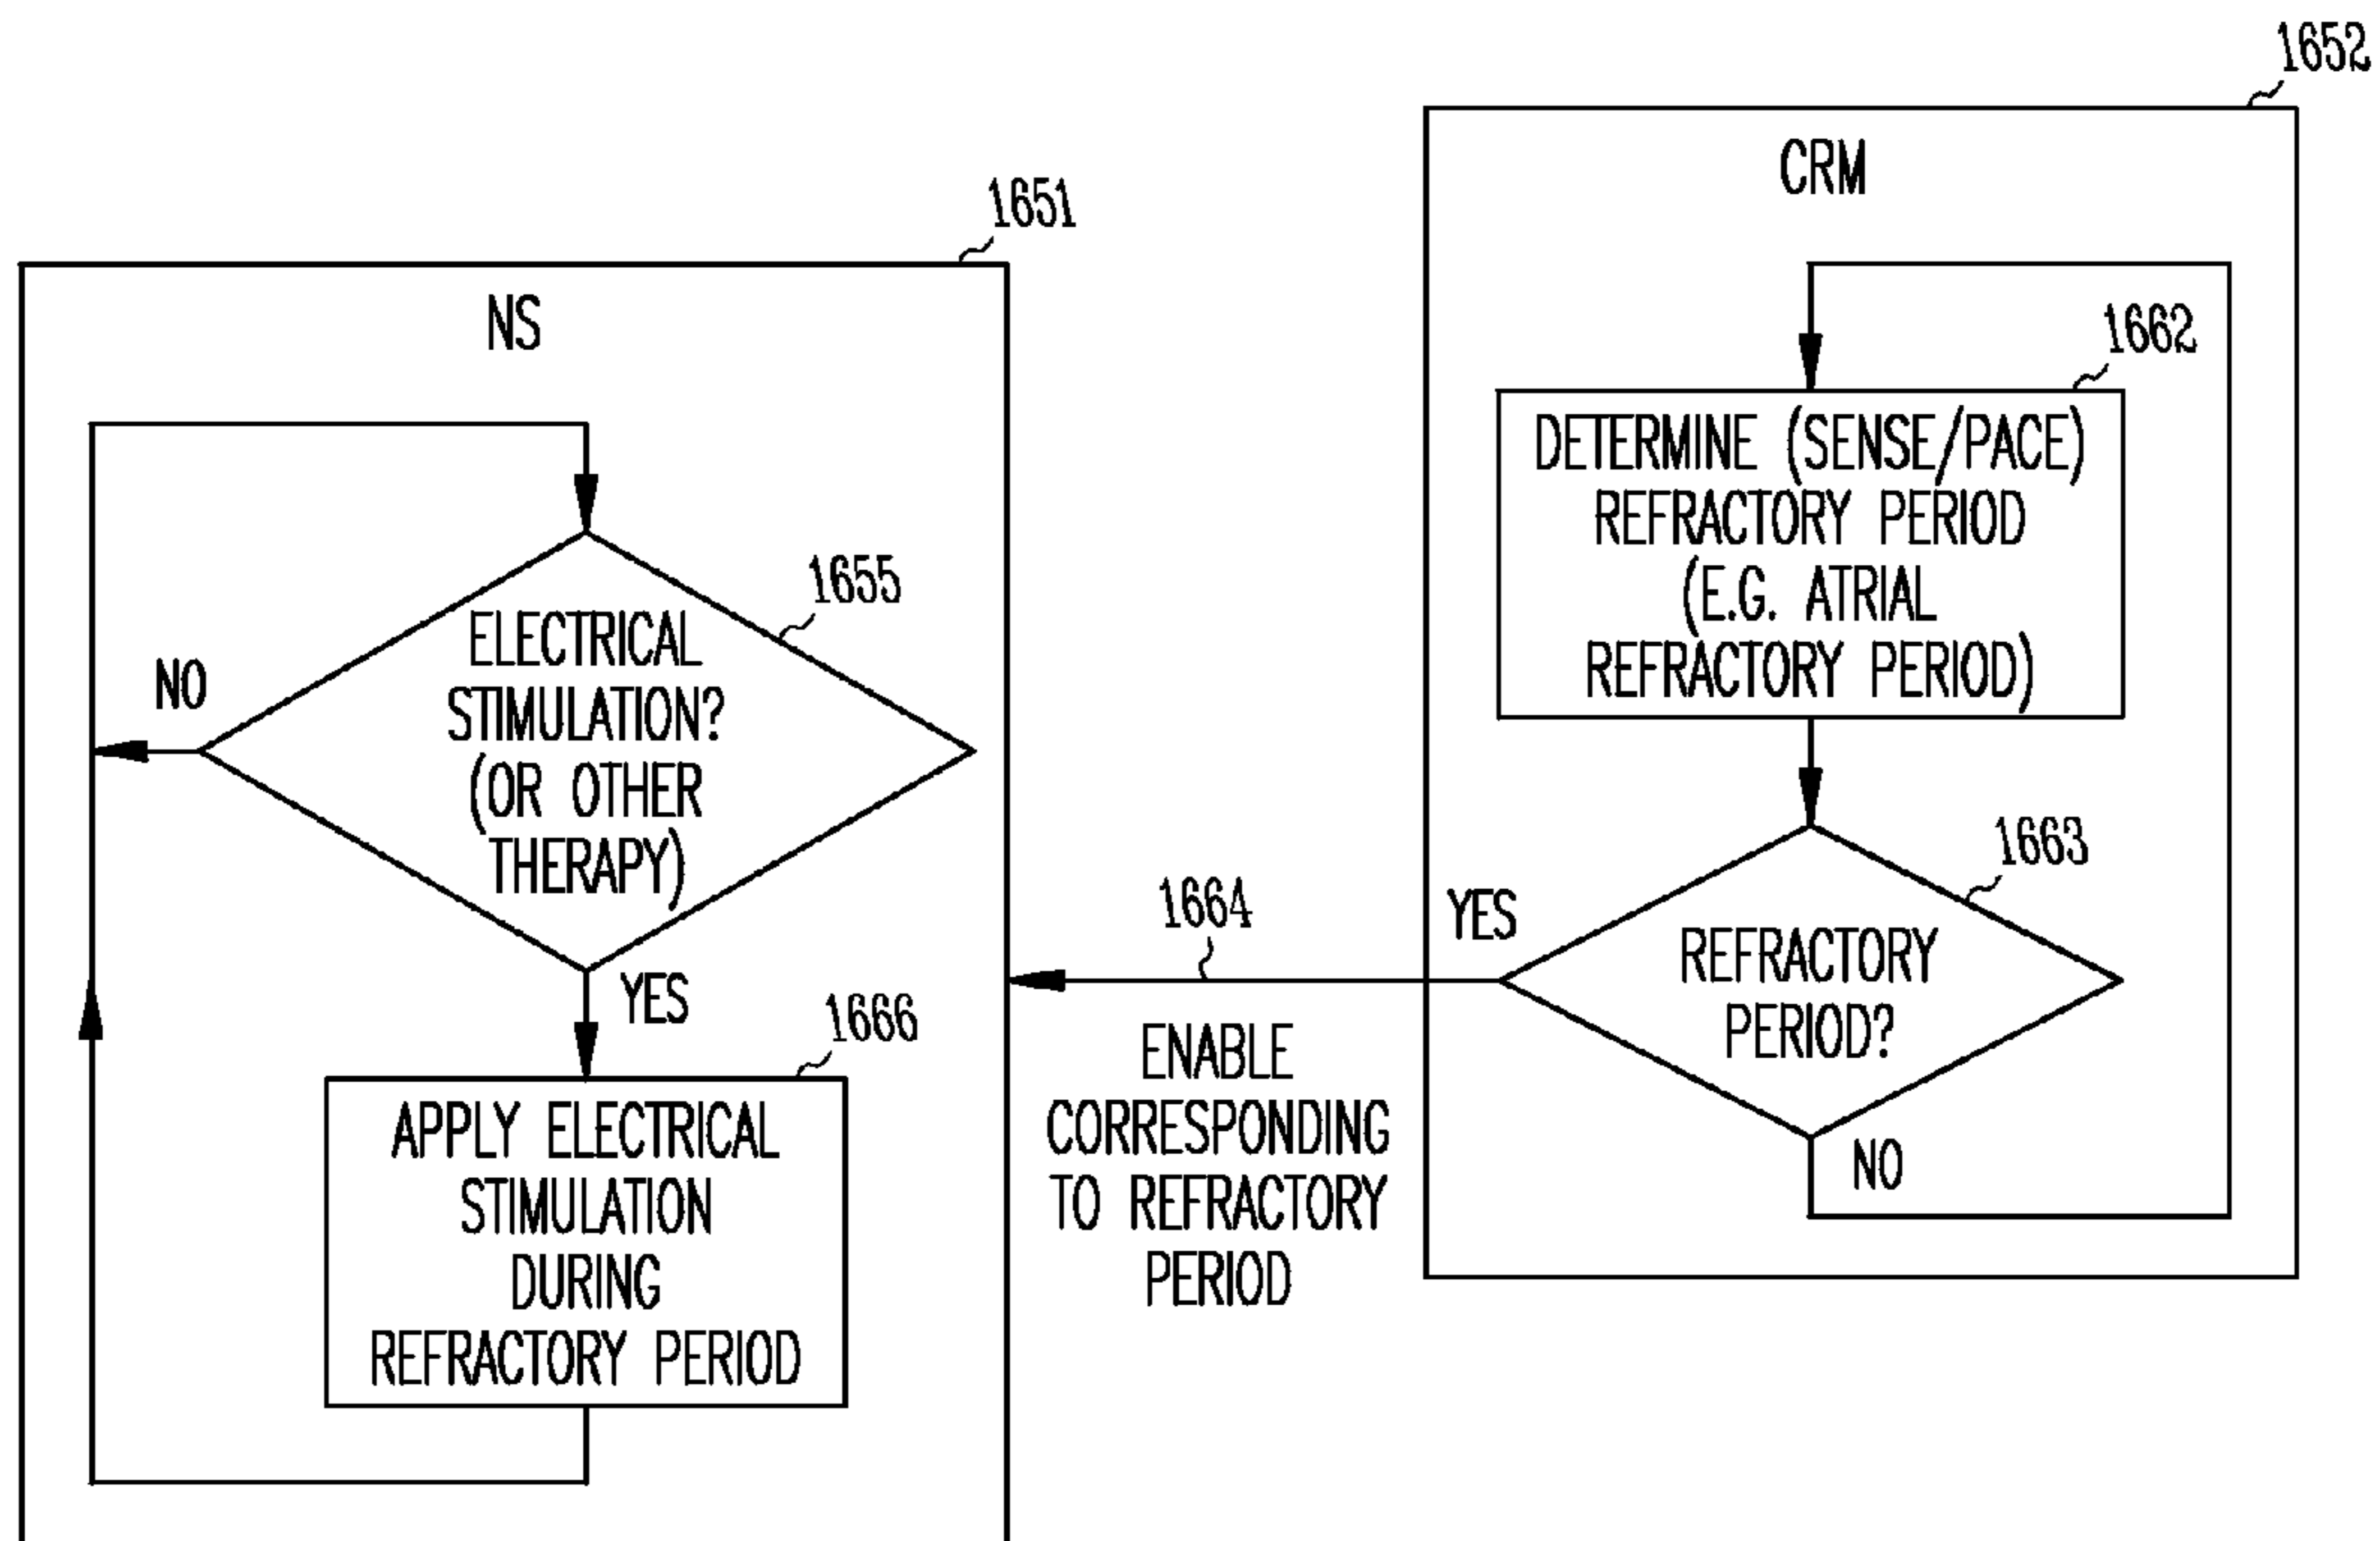 1651
NS
1655
ELECTRICAL
STIMULATION?
(OR OTHER
THERAPY)
NO
YES
1666
APPLY ELECTRICAL
STIMULATION
DURING
REFRACTORY PERIOD
1664
ENABLE
CORRESPONDING
TO REFRACTORY
PERIOD
1652
CRM
1662
DETERMINE (SENSE/PACE)
REFRACTORY PERIOD
(E.G. ATRIAL
REFRACTORY PERIOD)
1663
YES
REFRACTORY
PERIOD?
NO